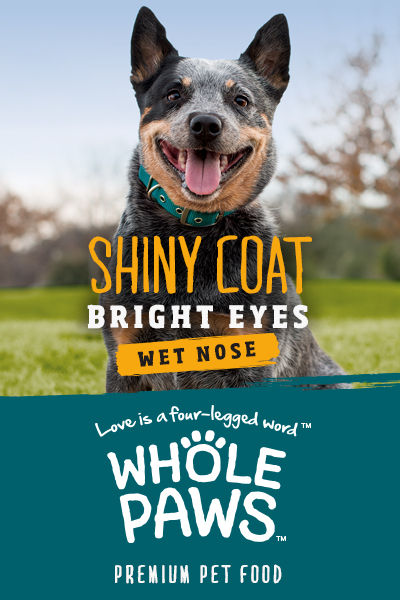 SHINY COAT
BRIGHT EYES
WET NOSE
Love is a four-legged word™
WHOLE
PAWS™
PREMIUM PET FOOD